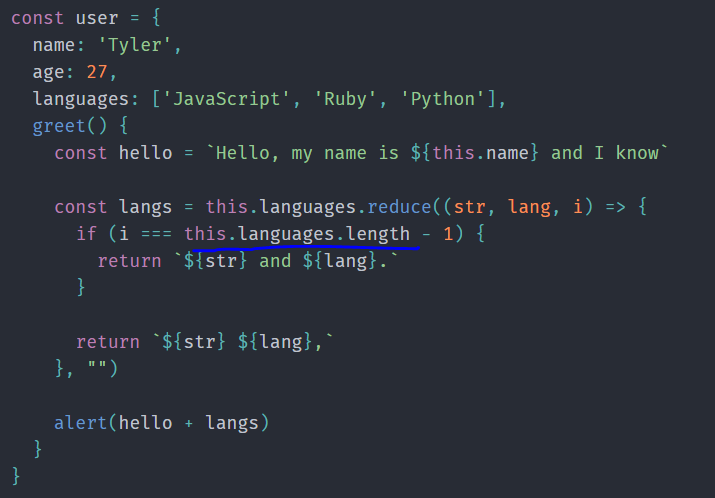 const user = {
  name: 'Tyler',
  age: 27,
  languages: ['JavaScript', 'Ruby', 'Python'],
  greet() {
    const hello = `Hello, my name is ${this.name} and I know`

    const langs = this.languages.reduce((str, lang, i) => {
      if (i === this.languages.length - 1) {
        return `${str} and ${lang}.`
      }

      return `${str} ${lang},`
    }, "")

    alert(hello + langs)
  }
}